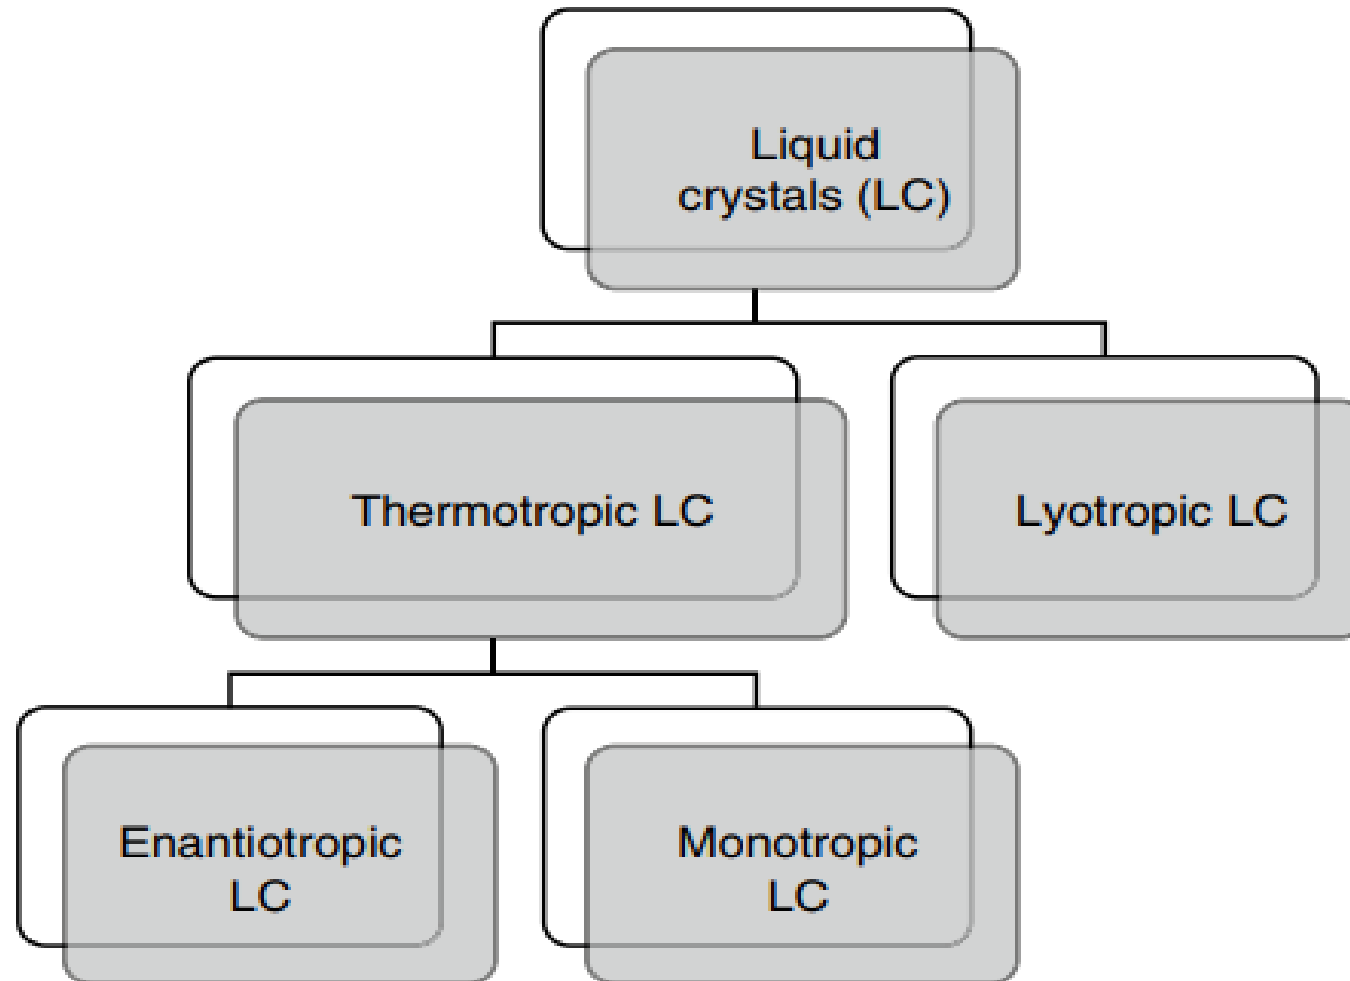 Liquid
crystals (LC)
Thermotropic LC
Lyotropic LC
Enantiotropic
LC
Monotropic
LC